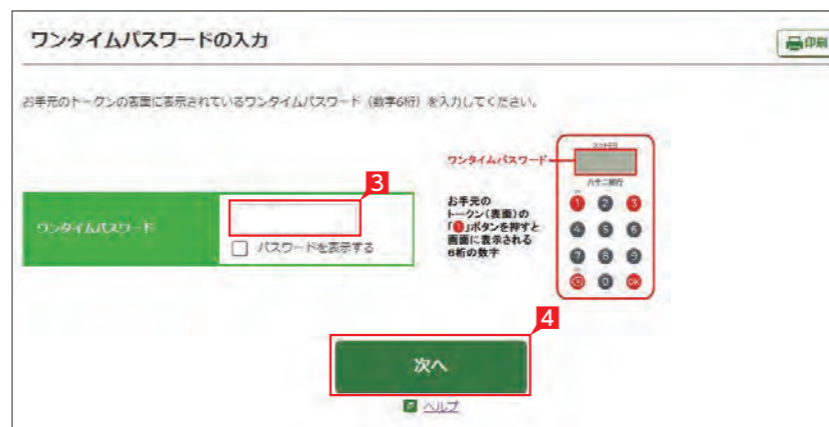 ワンタイムパスワードの入力
印刷
お手元のトークンの表面に表示されているワンタイムパスワード（数字6桁）を入力してください。
ワンタイムパスワード
八十二銀行
3
ワンタイムパスワード
パスワードを表示する
お手元の
トークン（表面）の
「❶」ボタンを押すと
画面に表示される
6桁の数字
1 2 3
4 5 6
7 8 9
0 OK
4
次へ
ヘルプ